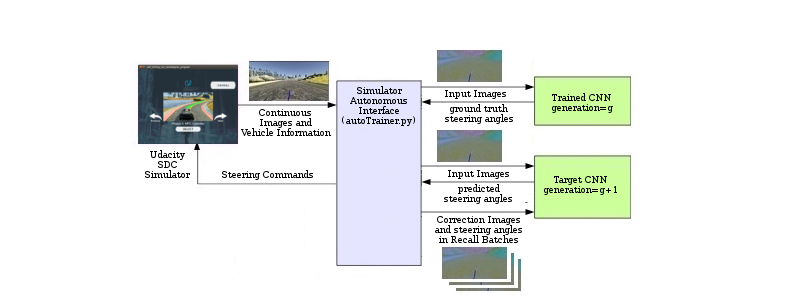 Udacity
SDC
Simulator
Continuous
Images and
Vehicle Information
Steering Commands
Simulator
Autonomous
Interface
(autoTrainer.py)
Input Images
ground truth
steering angles
Input Images
predicted
steering angles
Correction Images
and steering angles
in Recall Batches
Trained CNN
generation=g
Target CNN
generation=g+1